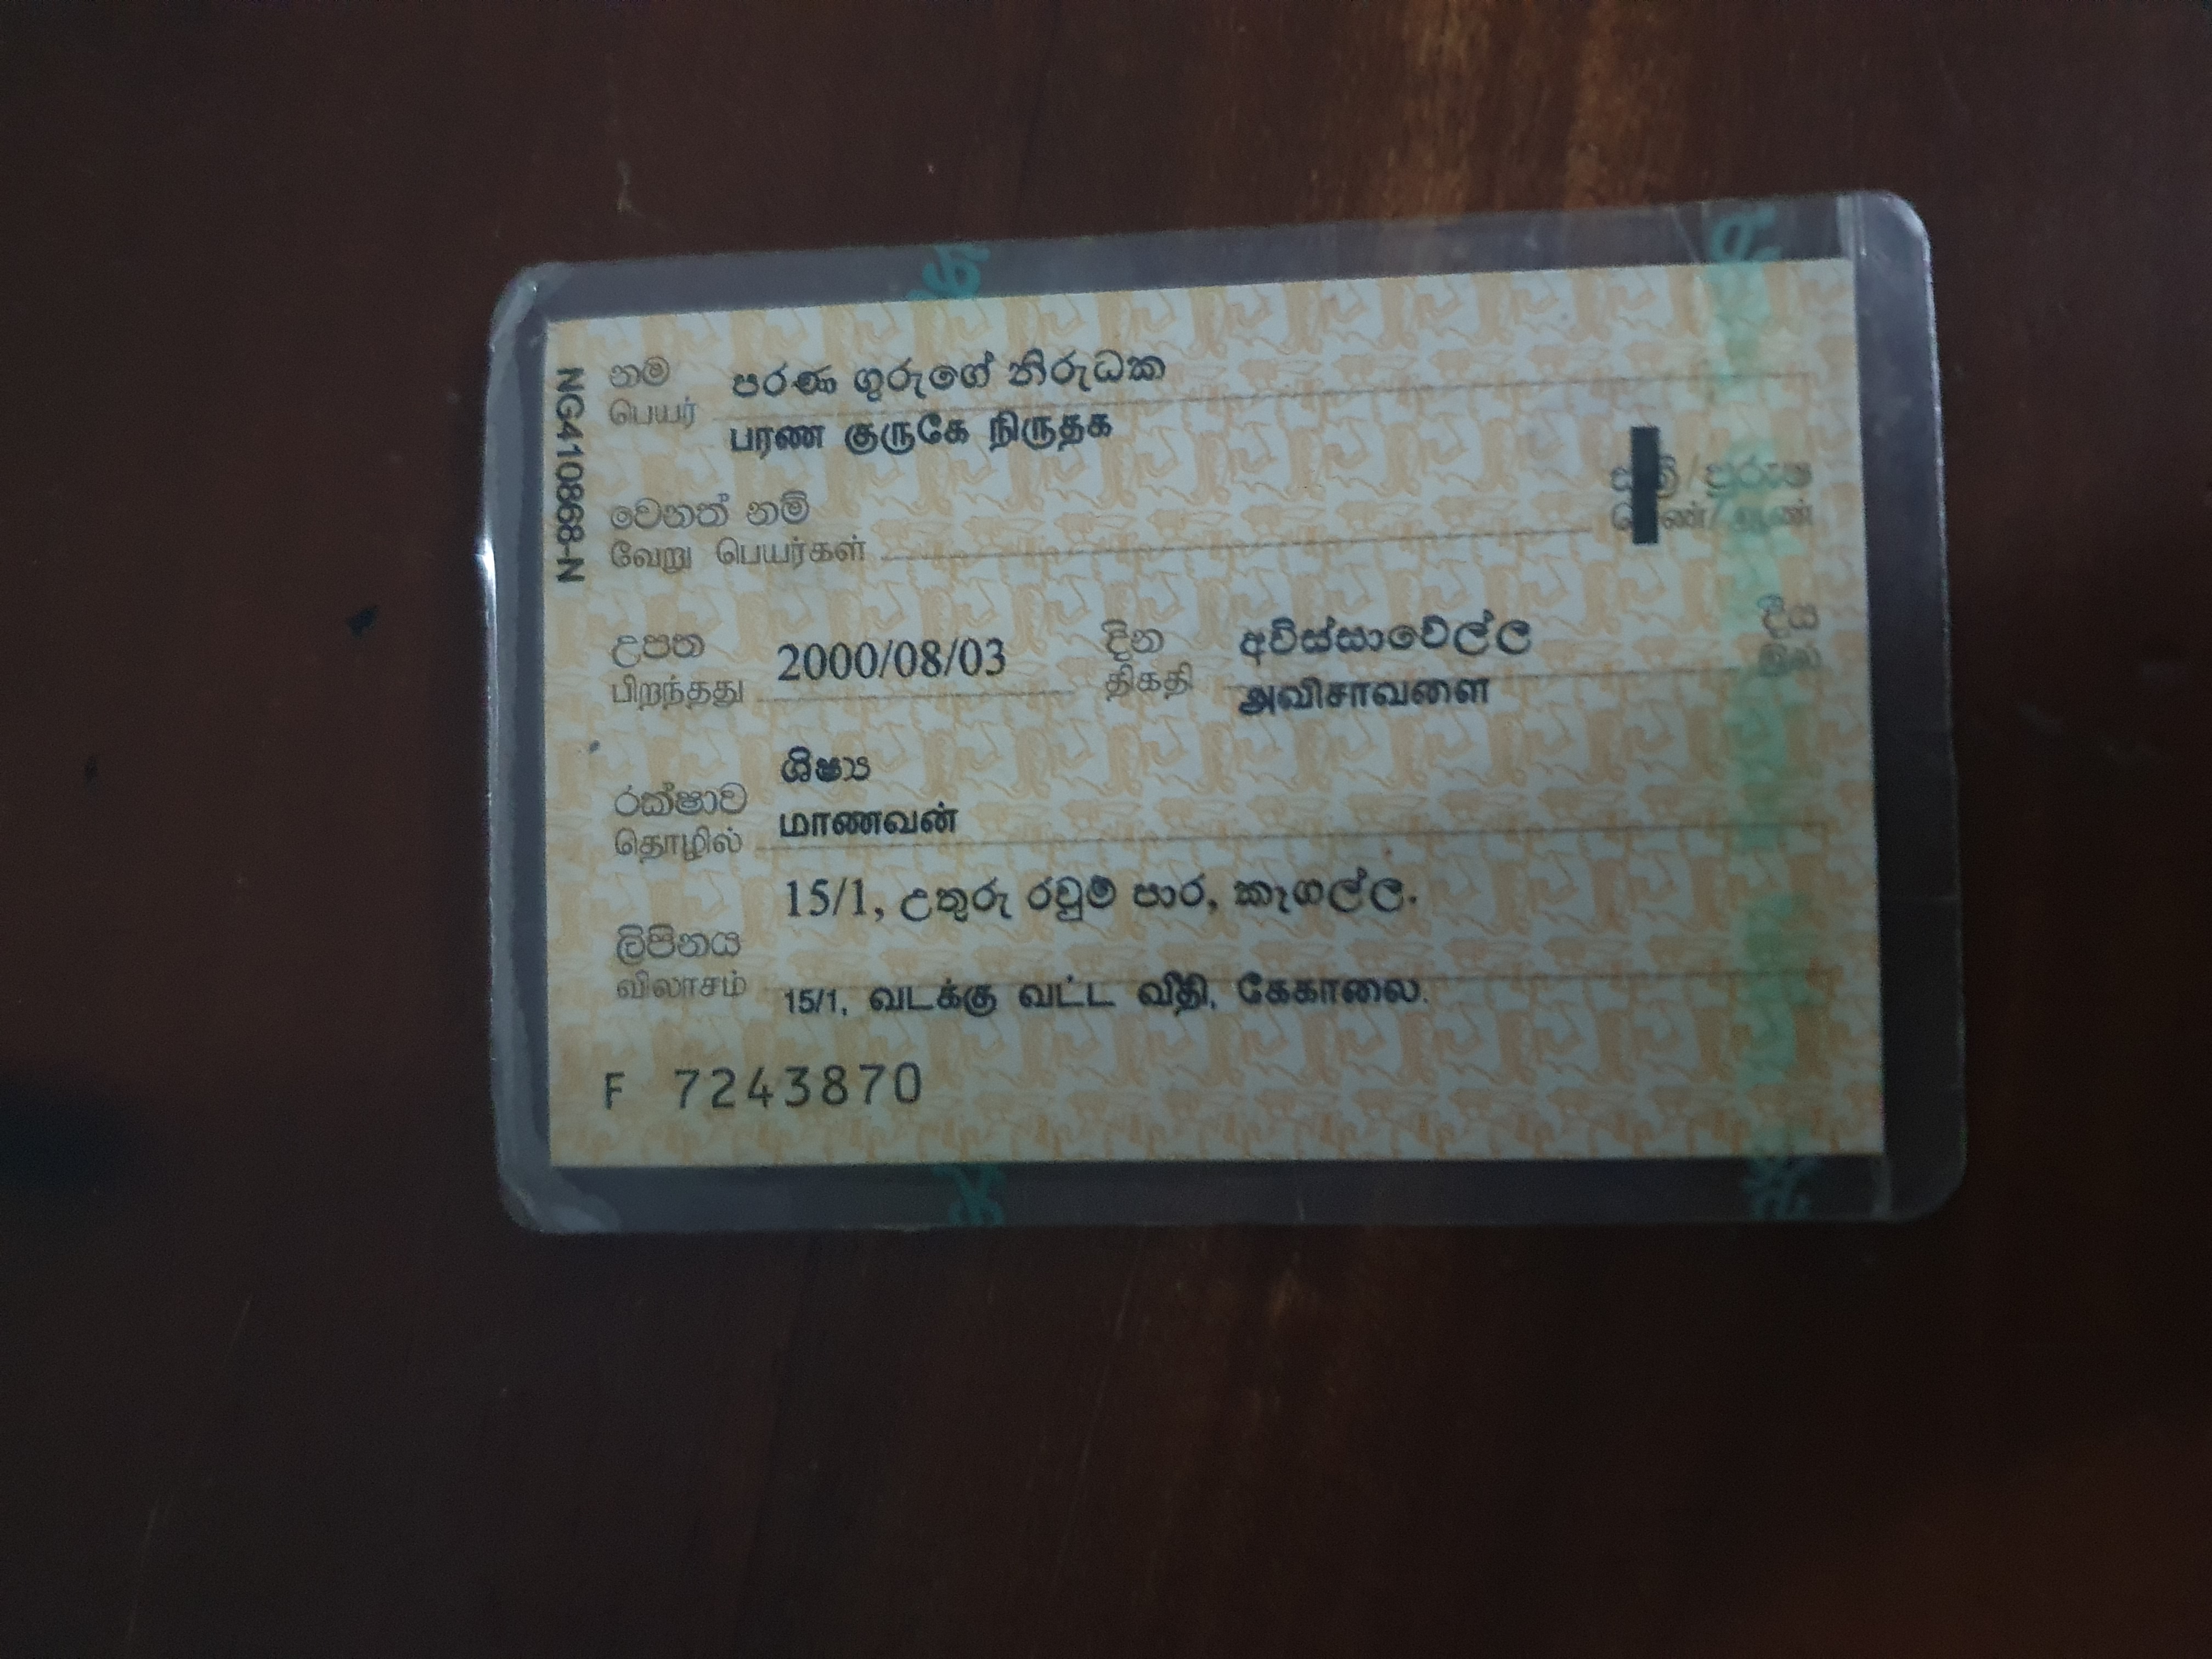 නම පරණ ගුරුගේ නිරුධක
பெயர் பரண குருகே நிருதக
වෙනත් නම් /පුරුෂ
வேறு பெயர்கள்
උපත 2000/08/03 දින අවිස්සාවේල්ල දීය
பிறந்தது திகதி அவிசாவளை
ශිෂ්‍ය
රක්ෂාව
மாணவன்
தொழில்
15/1, උතුරු රවුම් පාර, කෑගල්ල.
ලිපිනය
விலாசம் 15/1, வடக்கு வட்ட வீதி, கேகாலை.
F 7243870
NG410868-N